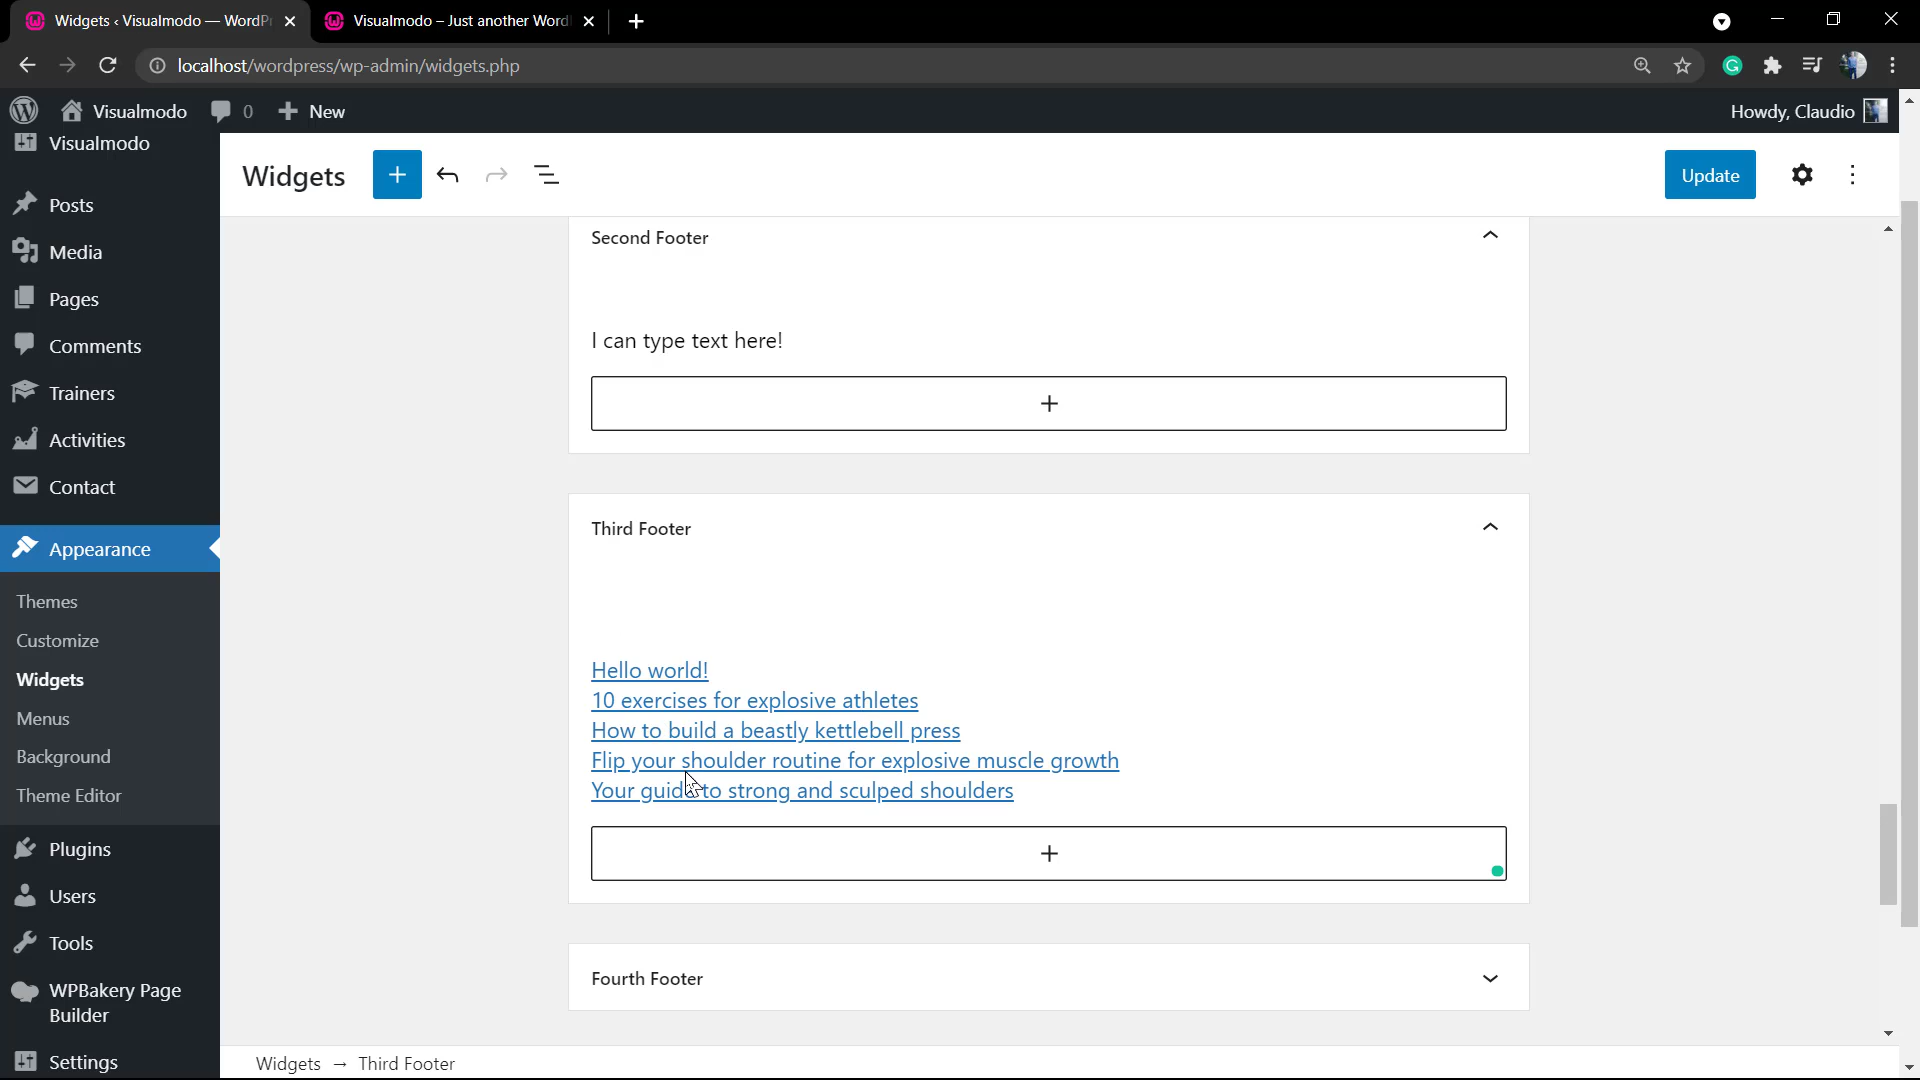 Widgets ‹ Visualmodo — WordPr
Visualmodo – Just another Word
localhost/wordpress/wp-admin/widgets.php
Visualmodo
0
New
Howdy, Claudio
Visualmodo
Posts
Media
Pages
Comments
Trainers
Activities
Contact
Appearance
Themes
Customize
Widgets
Menus
Background
Theme Editor
Plugins
Users
Tools
WPBakery Page
Builder
Settings
Widgets
Update
Second Footer
I can type text here!
Third Footer
Hello world!
10 exercises for explosive athletes
How to build a beastly kettlebell press
Flip your shoulder routine for explosive muscle growth
Your guide to strong and sculped shoulders
Fourth Footer
Widgets → Third Footer